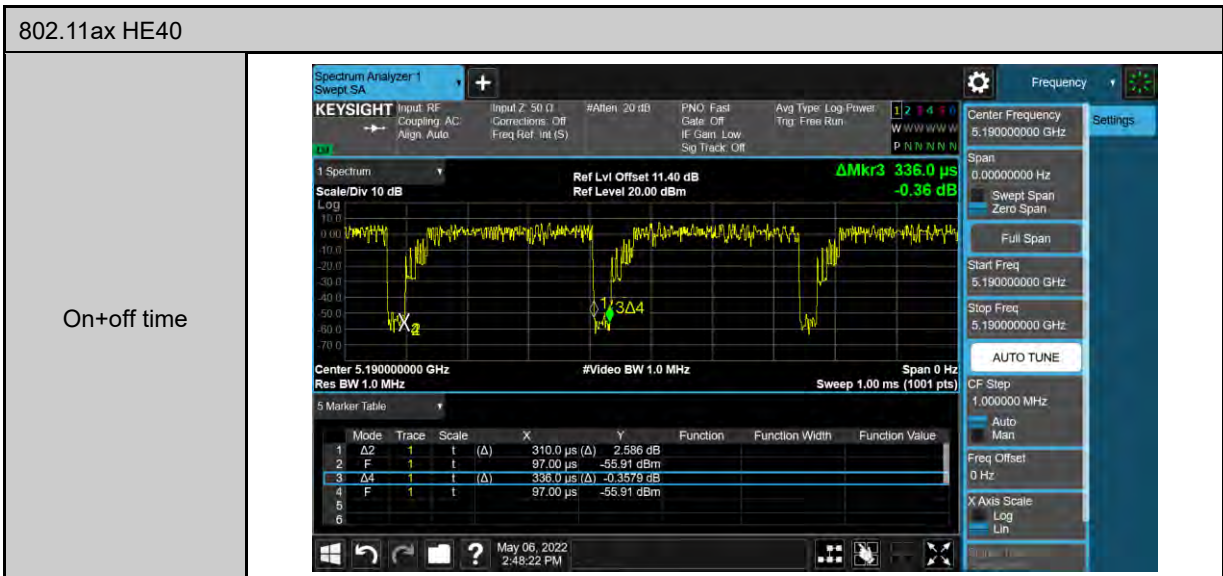 802.11ax HE40
On+off time
Spectrum Analyzer 1
Swept SA
Frequency
KEYSIGHT Input: RF
Coupling: AC
Align: Auto
Input Z: 50 Ω
Corrections: Off
Freq Ref: Int (S)
#Atten: 20 dB
PNO: Fast
Gate: Off
IF Gain: Low
Sig Track: Off
Avg Type: Log-Power
Trig: Free Run
1 2 3 4 5 6
W W W W W W
P N N N N N
1 Spectrum
Scale/Div 10 dB
Log
Ref Lvl Offset 11.40 dB
Ref Level 20.00 dBm
ΔMkr3 336.0 µs
-0.36 dB
10.0
0.00
-10.0
-20.0
-30.0
-40.0
-50.0
-60.0
-70.0
3Δ4
Center 5.190000000 GHz
#Video BW 1.0 MHz
Span 0 Hz
Res BW 1.0 MHz
Sweep 1.00 ms (1001 pts)
5 Marker Table
Mode Trace Scale X Y Function Function Width Function Value
1 Δ2 1 t (Δ) 310.0 µs (Δ) 2.586 dB
2 F 1 t 97.00 µs -55.91 dBm
3 Δ4 1 t (Δ) 336.0 µs (Δ) -0.3579 dB
4 F 1 t 97.00 µs -55.91 dBm
5
6
May 06, 2022
2:48:22 PM
Center Frequency
5.190000000 GHz
Settings
Span
0.00000000 Hz
Swept Span
Zero Span
Full Span
Start Freq
5.190000000 GHz
Stop Freq
5.190000000 GHz
AUTO TUNE
CF Step
1.000000 MHz
Auto
Man
Freq Offset
0 Hz
X Axis Scale
Log
Lin